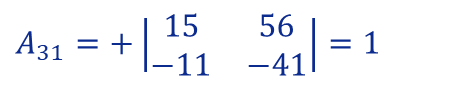 A₃₁ = + | 15 56 |
| −11 −41 | = 1